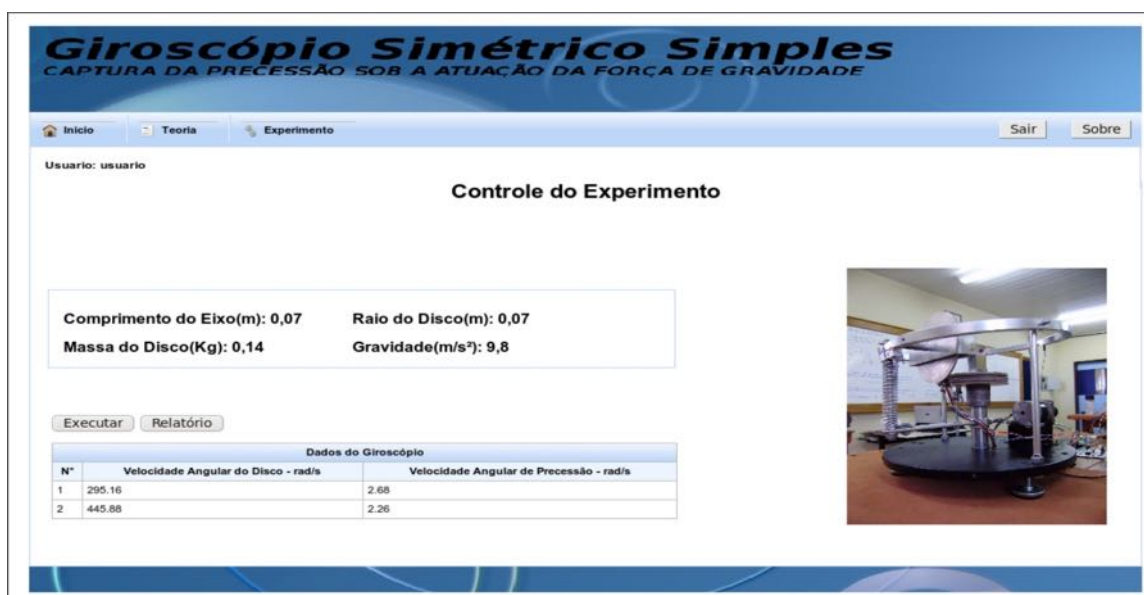 Giroscópio Simétrico Simples
CAPTURA DA PRECESSÃO SOB A ATUAÇÃO DA FORÇA DE GRAVIDADE
Inicio Teoria Experimento Sair Sobre
Usuario: usuario
Controle do Experimento
Comprimento do Eixo(m): 0,07 Raio do Disco(m): 0,07
Massa do Disco(Kg): 0,14 Gravidade(m/s²): 9,8
Executar Relatório
Dados do Giroscópio
N° Velocidade Angular do Disco - rad/s Velocidade Angular de Precessão - rad/s
1 295.16 2.68
2 445.88 2.26